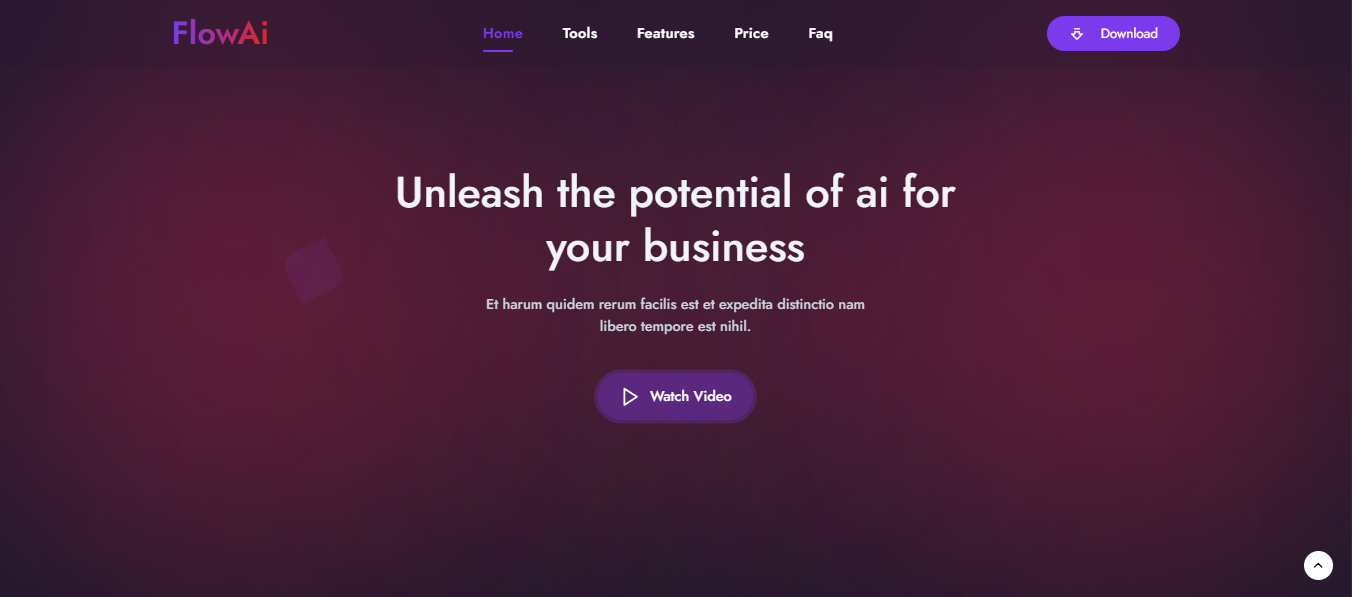 FlowAi
Home
Tools
Features
Price
Faq
Download
Unleash the potential of ai for
your business
Et harum quidem rerum facilis est et expedita distinctio nam
libero tempore est nihil.
Watch Video